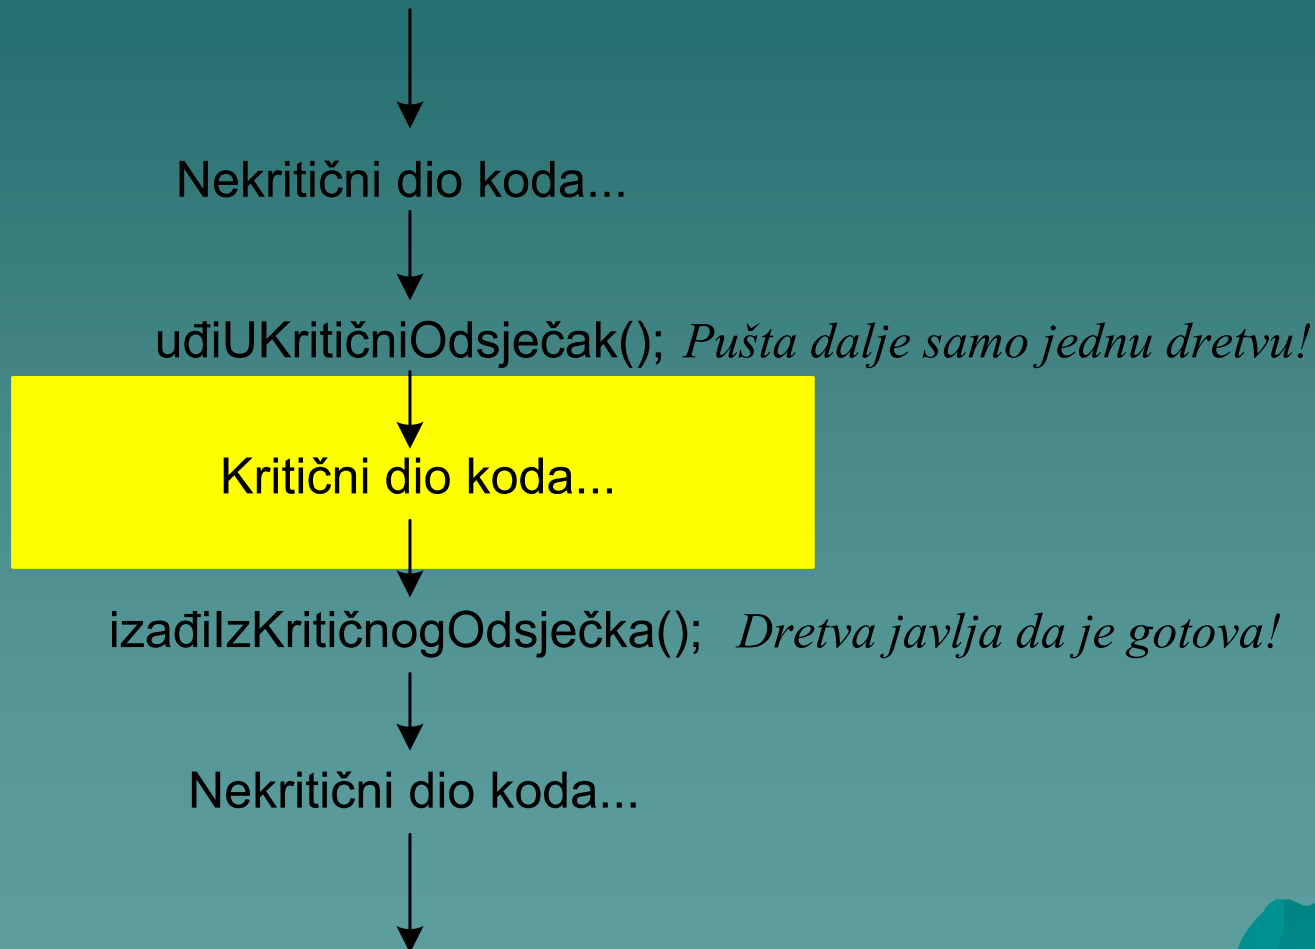 Nekritični dio koda...
uđiUKritičniOdsječak(); Pušta dalje samo jednu dretvu!
Kritični dio koda...
izađiIzKritičnogOdsječka(); Dretva javlja da je gotova!
Nekritični dio koda...